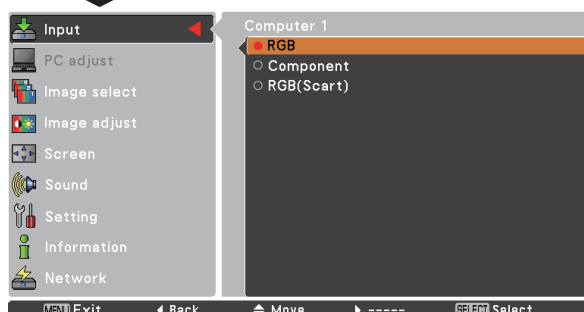 Input
PC adjust
Image select
Image adjust
Screen
Sound
Setting
Information
Network
Computer 1
RGB
Component
RGB(Scart)
MENU Exit Back Move ----- SELECT Select